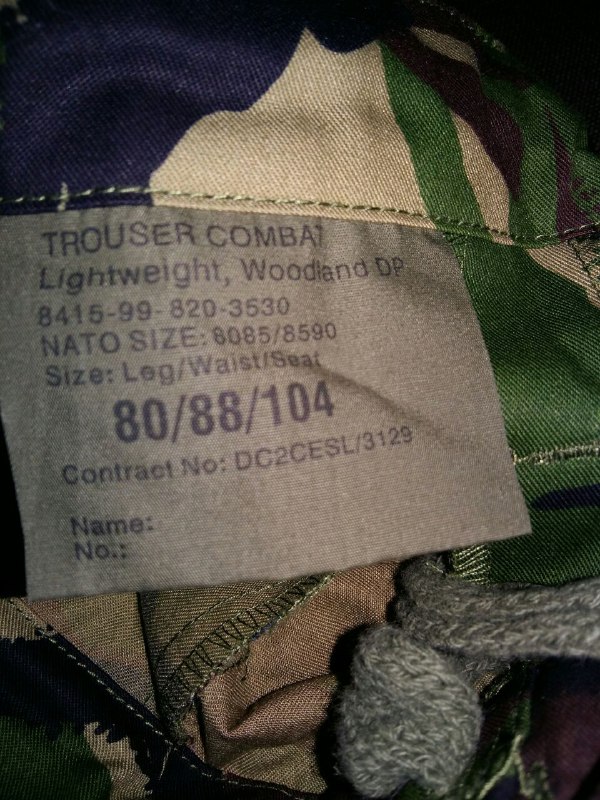 TROUSER COMBAT
Lightweight, Woodland DP
8415-99-820-3530
NATO SIZE: 8085/8590
Size: Leg/Waist/Seat
80/88/104
Contract No: DC2CESL/3129
Name:
No.: